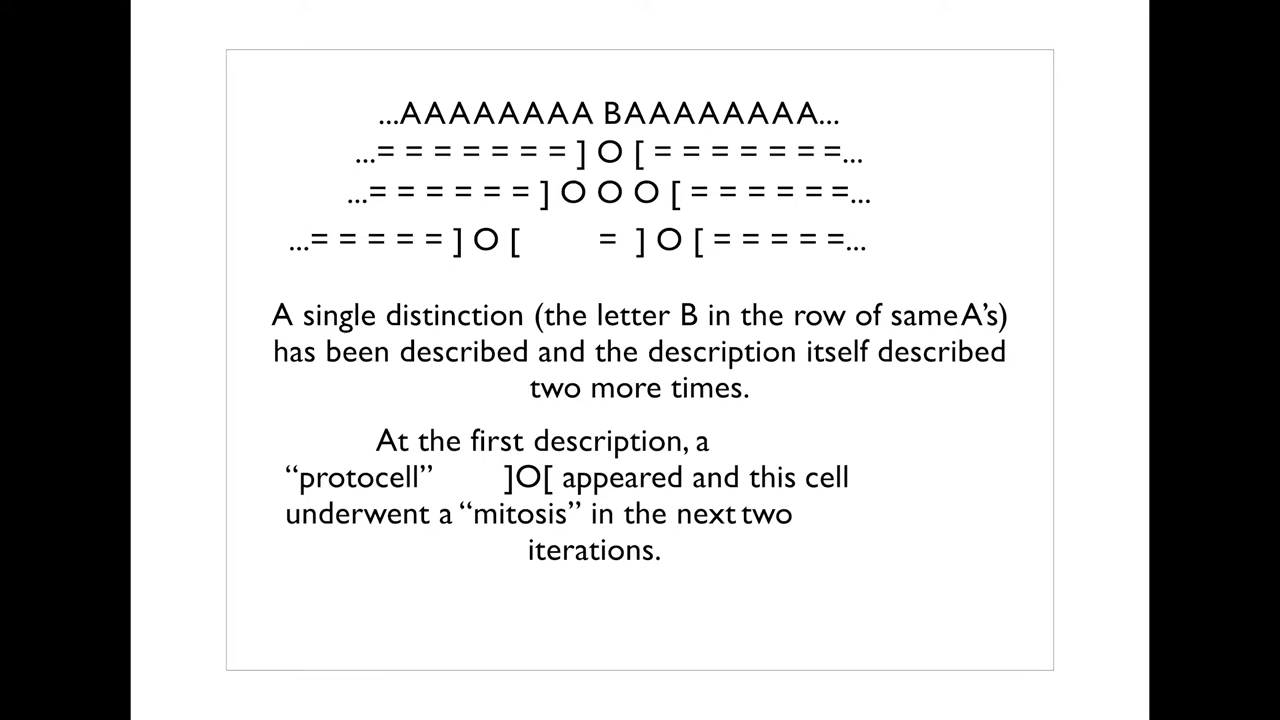 ...AAAAAAAA BAAAAAAAA...
...= = = = = = = ] O [ = = = = = = =...
...= = = = = = ] O O O [ = = = = = =...
...= = = = = ] O [ = ] O [ = = = = =...
A single distinction (the letter B in the row of same A’s)
has been described and the description itself described
two more times.
At the first description, a
“protocell” ]O[ appeared and this cell
underwent a “mitosis” in the next two
iterations.